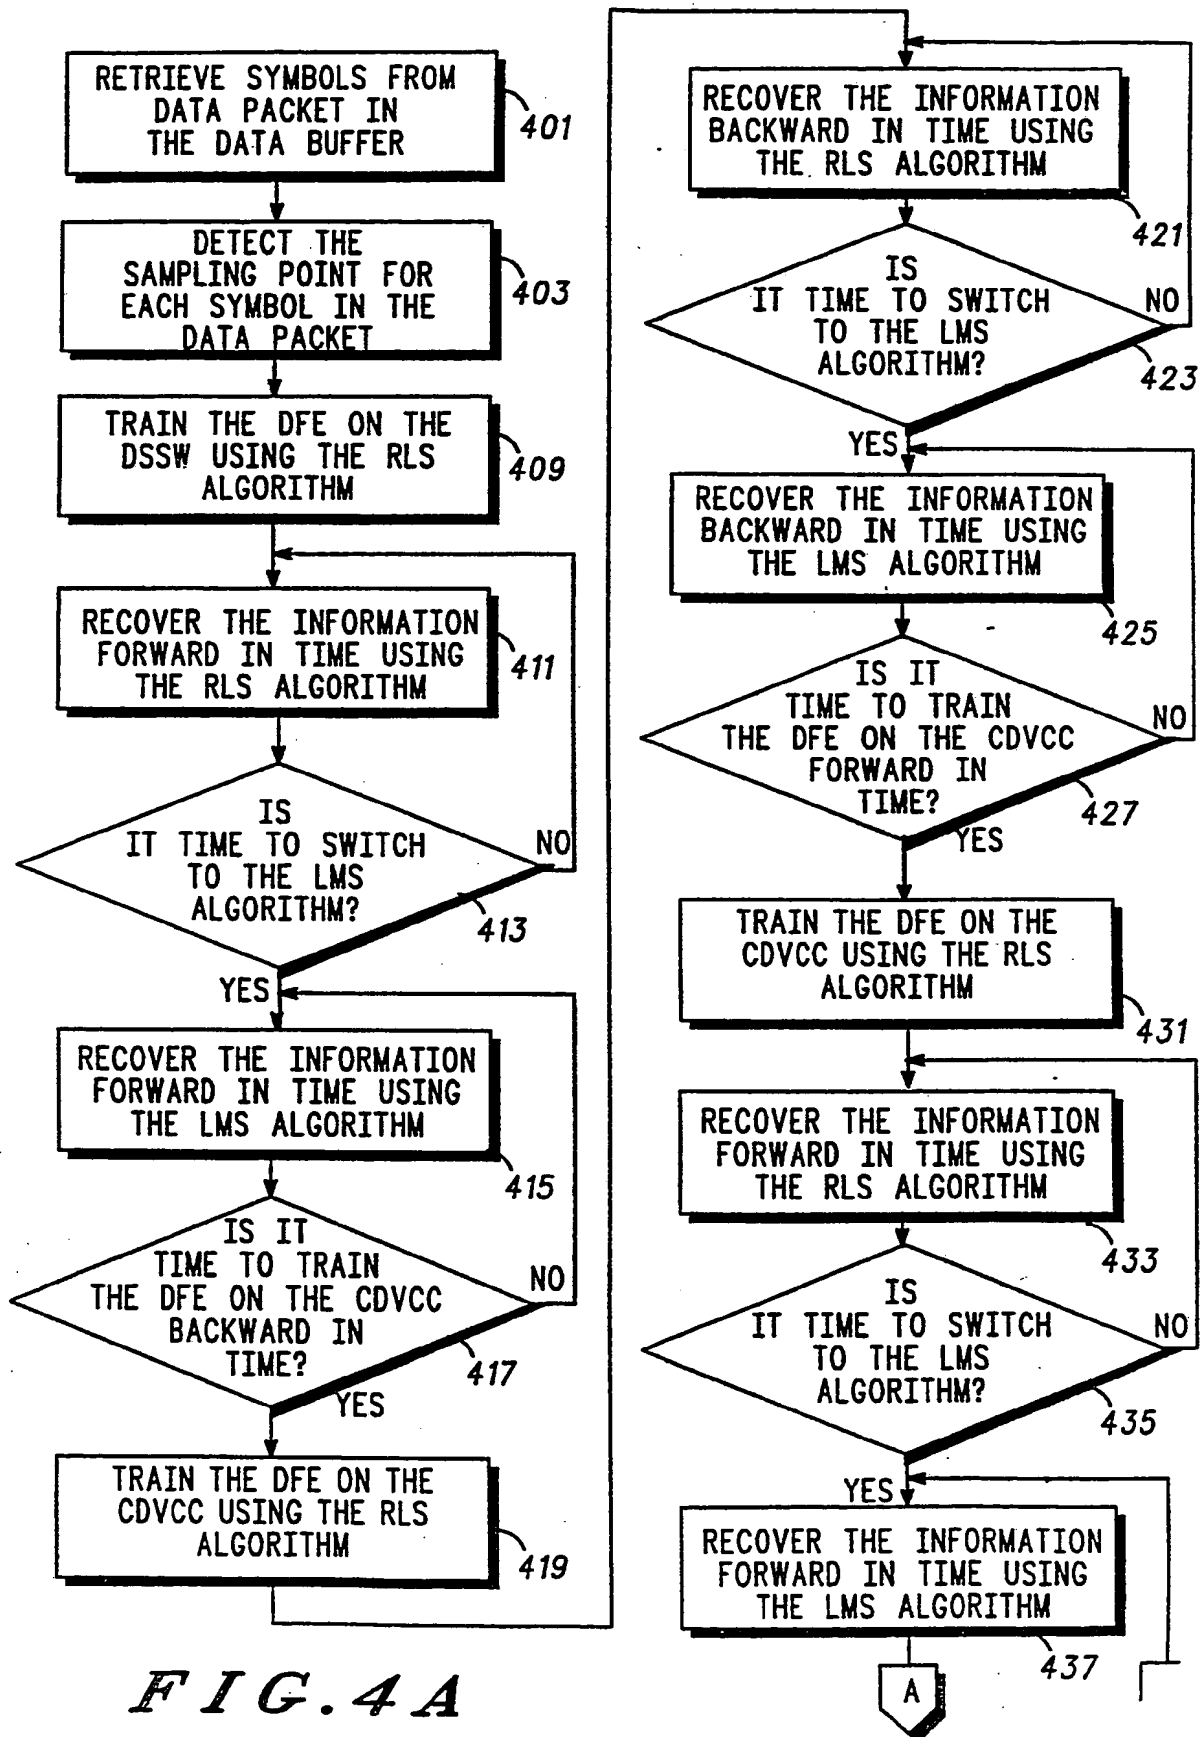 RETRIEVE SYMBOLS FROM
DATA PACKET IN
THE DATA BUFFER
401
DETECT THE
SAMPLING POINT FOR
EACH SYMBOL IN THE
DATA PACKET
403
TRAIN THE DFE ON THE
DSSW USING THE RLS
ALGORITHM
409
RECOVER THE INFORMATION
FORWARD IN TIME USING
THE RLS ALGORITHM
411
IS
IT TIME TO SWITCH
TO THE LMS
ALGORITHM?
NO
413
YES
RECOVER THE INFORMATION
FORWARD IN TIME USING
THE LMS ALGORITHM
415
IS IT
TIME TO TRAIN
THE DFE ON THE CDVCC
BACKWARD IN
TIME?
NO
417
YES
TRAIN THE DFE ON THE
CDVCC USING THE RLS
ALGORITHM
419
RECOVER THE INFORMATION
BACKWARD IN TIME USING
THE RLS ALGORITHM
421
IS
IT TIME TO SWITCH
TO THE LMS
ALGORITHM?
NO
423
YES
RECOVER THE INFORMATION
BACKWARD IN TIME USING
THE LMS ALGORITHM
425
IS IT
TIME TO TRAIN
THE DFE ON THE CDVCC
FORWARD IN
TIME?
NO
427
YES
TRAIN THE DFE ON THE
CDVCC USING THE RLS
ALGORITHM
431
RECOVER THE INFORMATION
FORWARD IN TIME USING
THE RLS ALGORITHM
433
IS
IT TIME TO SWITCH
TO THE LMS
ALGORITHM?
NO
435
YES
RECOVER THE INFORMATION
FORWARD IN TIME USING
THE LMS ALGORITHM
437
A
FIG. 4A